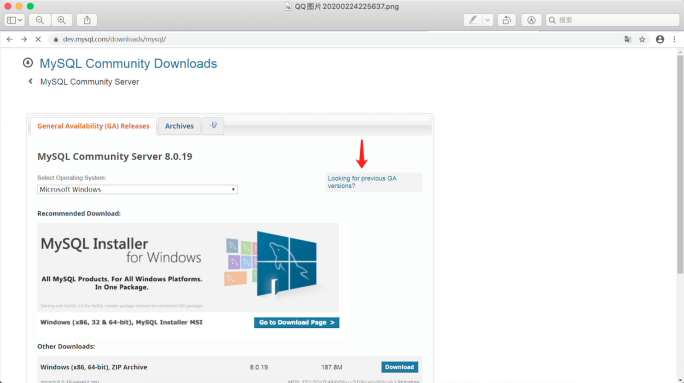 QQ图片20200224225637.png
搜索
dev.mysql.com/downloads/mysql/
MySQL Community Downloads
MySQL Community Server
General Availability (GA) Releases
Archives
MySQL Community Server 8.0.19
Select Operating System:
Looking for previous GA
versions?
Microsoft Windows
Recommended Download:
MySQL Installer
for Windows
All MySQL Products. For All Windows Platforms.
In One Package.
Windows (x86, 32 & 64-bit), MySQL Installer MSI
Go to Download Page >
Other Downloads:
Windows (x86, 64-bit), ZIP Archive
8.0.19
187.8M
Download